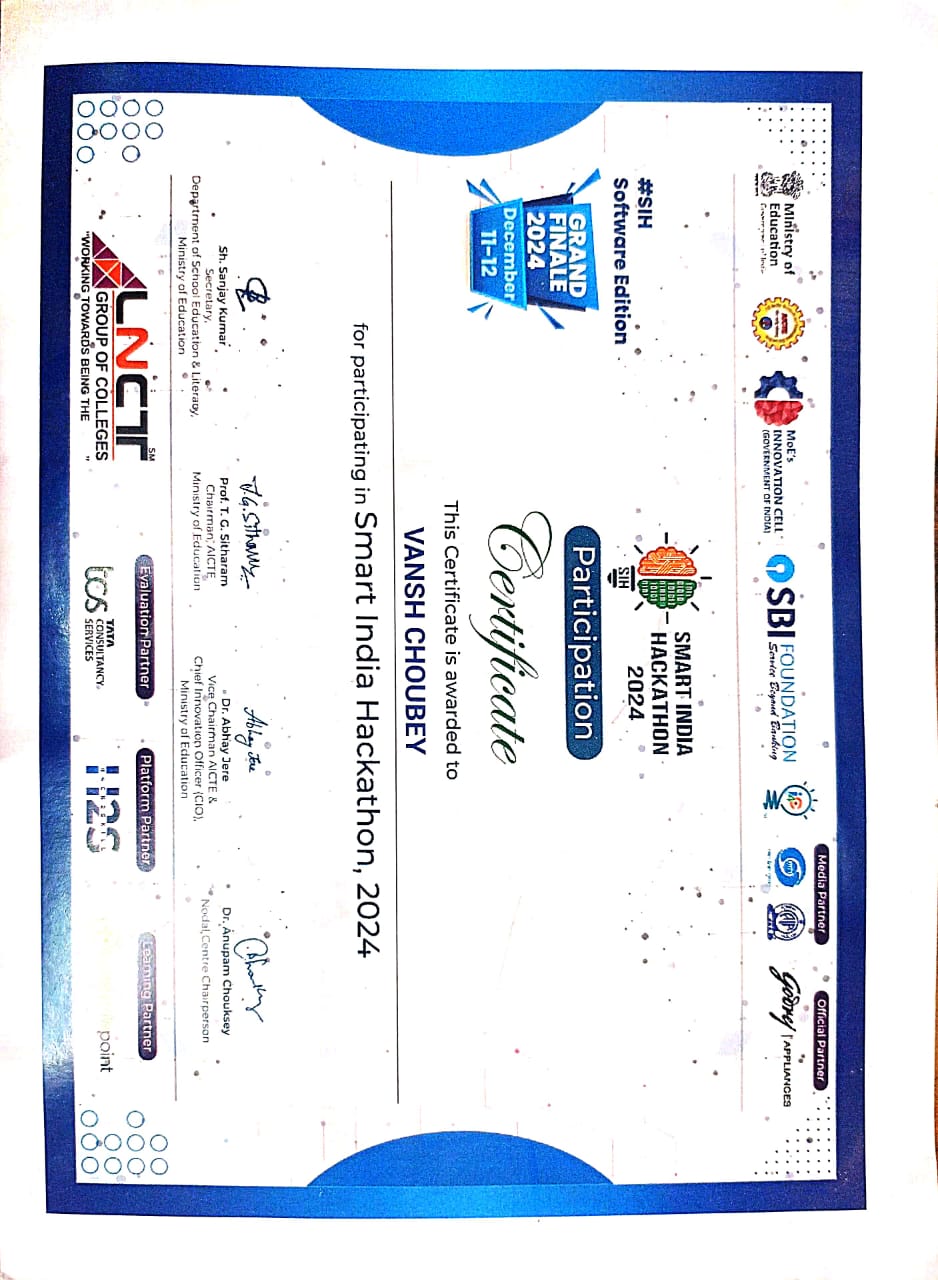 Ministry of
Education
Government of India
AICTE
MoE's
INNOVATION CELL
(GOVERNMENT OF INDIA)
SBI FOUNDATION
Service Beyond Banking
Media Partner
Official Partner
Godrej | APPLIANCES
SMART INDIA
HACKATHON
2024
SIH
#SIH
Software Edition
GRAND
FINALE
2024
December
11-12
Participation
Certificate
This Certificate is awarded to
VANSH CHOUBEY
for participating in Smart India Hackathon, 2024
T.G. Sitharam
Abhay Jere
Sh. Sanjay Kumar
Secretary,
Department of School Education & Literacy,
Ministry of Education
Prof. T. G. Sitharam
Chairman, AICTE
Ministry of Education
Dr. Abhay Jere
Vice Chairman AICTE &
Chief Innovation Officer (CIO),
Ministry of Education
Dr. Anupam Chouksey
Nodal Centre Chairperson
LNCT SM
GROUP OF COLLEGES
"WORKING TOWARDS BEING THE "
Evaluation Partner
tcs TATA
CONSULTANCY
SERVICES
Platform Partner
H2S
HACK2SKILL
Learning Partner
point